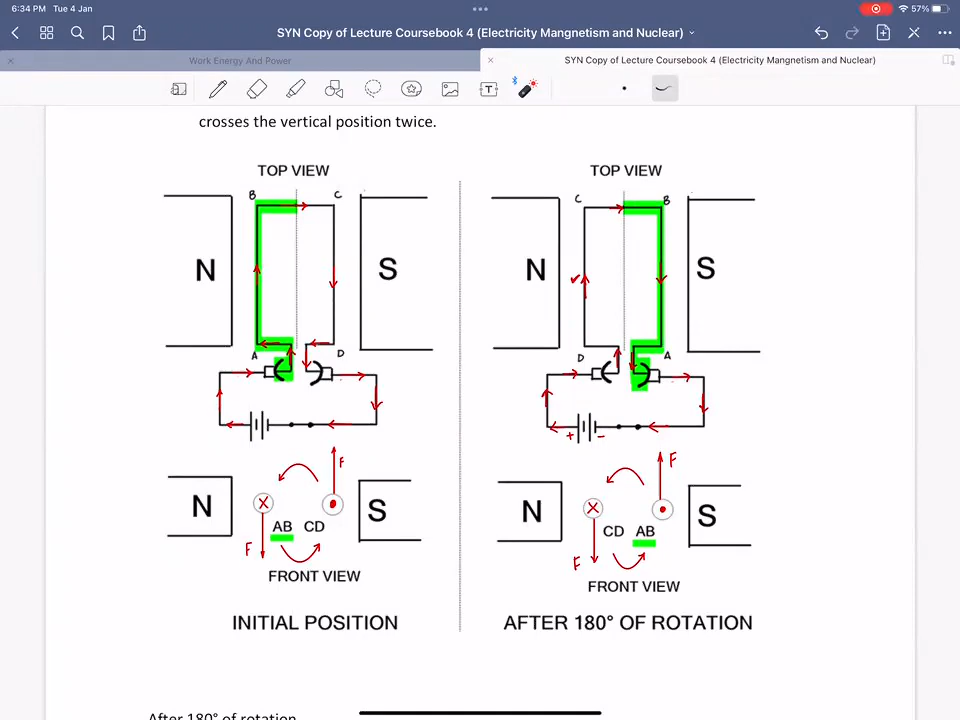 6:34 PM Tue 4 Jan
57%
SYN Copy of Lecture Coursebook 4 (Electricity Mangnetism and Nuclear)
Work Energy And Power
SYN Copy of Lecture Coursebook 4 (Electricity Mangnetism and Nuclear)
T
crosses the vertical position twice.
TOP VIEW
B C
N S
A D
N S
X
F
F
AB CD
FRONT VIEW
INITIAL POSITION
TOP VIEW
C B
N S
D A
+ -
N S
X
F
F
CD AB
FRONT VIEW
AFTER 180° OF ROTATION
After 180° of rotation